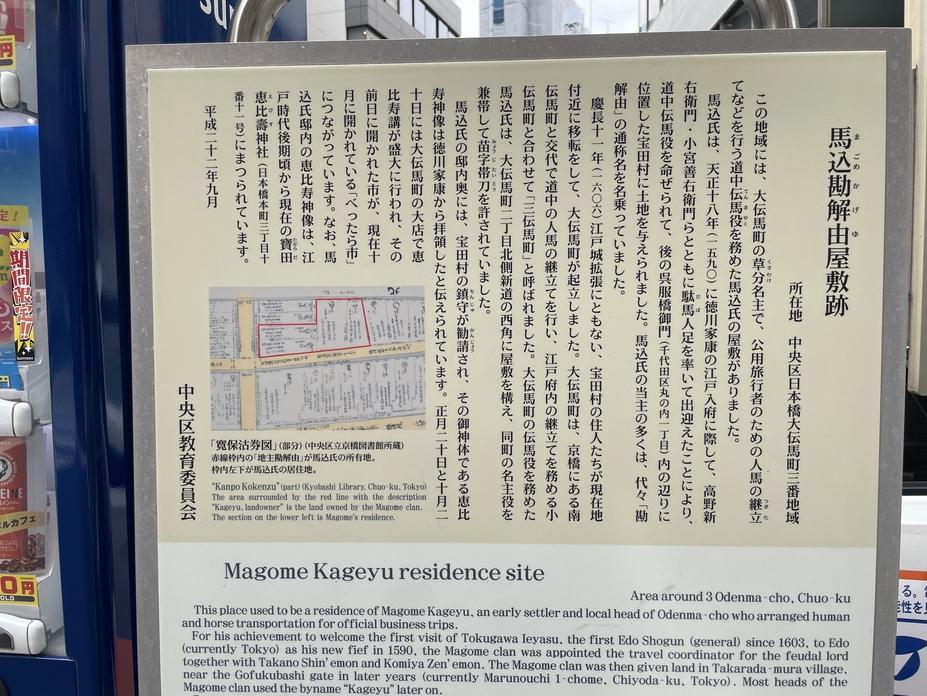 馬込勘解由屋敷跡
所在地 中央区日本橋大伝馬町三番地域
この地域には、大伝馬町の草分名主で、公用旅行者のための人馬の継立
てなどを行う道中伝馬役を務めた馬込氏の屋敷がありました。
馬込氏は、天正十八年(一五九〇)に徳川家康の江戸入府に際して、高野新
右衛門・小宮善右衛門らとともに駄馬人足を率いて出迎えたことにより、
道中伝馬役を命ぜられて、後の呉服橋御門(千代田区丸の内一丁目)内の辺りに
位置した宝田村に土地を与えられました。馬込氏の当主の多くは、代々「勘
解由」の通称名を名乗っていました。
慶長十一年(一六〇六)江戸城拡張にともない、宝田村の住人たちが現在地
付近に移転をして、大伝馬町が起立しました。大伝馬町は、京橋にある南
伝馬町と交代で道中の人馬の継立てを行い、江戸府内の継立てを務める小
伝馬町と合わせて「三伝馬町」と呼ばれました。大伝馬町の伝馬役を務めた
馬込氏は、大伝馬町二丁目北側新道の西角に屋敷を構え、同町の名主役を
兼帯して苗字帯刀を許されていました。
馬込氏の邸内奥には、宝田村の鎮守が勧請され、その御神体である恵比
寿神像は徳川家康から拝領したと伝えられています。正月二十日と十月二
十日には大伝馬町の大店で恵
比寿講が盛大に行われ、その
前日に開かれた市が、現在十
月に開かれている「べったら市」
につながっています。なお、馬
込氏邸内の恵比寿神像は、江
戸時代後期頃から現在の寶田
恵比壽神社(日本橋本町三丁目十
番十一号)にまつられています。
平成二十二年九月
中央区教育委員会
北
「寛保沽券図」(部分)(中央区立京橋図書館所蔵)
赤線枠内の「地主勘解由」が馬込氏の所有地。
枠内左下が馬込氏の居住地。
"Kanpo Kokenzu"(part)(Kyobashi Library, Chuo-ku, Tokyo)
The area surrounded by the red line with the description
"Kageyu, landowner" is the land owned by the Magome clan.
The section on the lower left is Magome's residence.
Magome Kageyu residence site
Area around 3 Odenma-cho, Chuo-ku
This place used to be a residence of Magome Kageyu, an early settler and local head of Odenma-cho who arranged human
and horse transportation for official business trips.
For his achievement to welcome the first visit of Tokugawa Ieyasu, the first Edo Shogun (general) since 1603, to Edo
(currently Tokyo) as his new fief in 1590, the Magome clan was appointed the travel coordinator for the feudal lord
together with Takano Shin'emon and Komiya Zen'emon. The Magome clan was then given land in Takarada-mura village,
near the Gofukubashi gate in later years (currently Marunouchi 1-chome, Chiyoda-ku, Tokyo). Most heads of the
Magome clan used the byname "Kageyu" later on.
期間限定!!